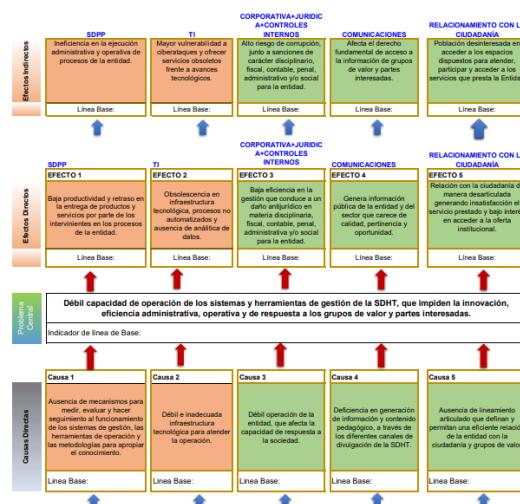 SDPP
TI
CORPORATIVA+JURIDIC
A+CONTROLES
INTERNOS
COMUNICACIONES
RELACIONAMIENTO CON L
CIUDADANÍA
Efectos Indirectos
Ineficiencia en la ejecución
administrativa y operativa de
procesos de la entidad.
Línea Base:
Mayor vulnerabilidad a
ciberataques y ofrecer
servicios obsoletos
frente a avances
tecnológicos.
Línea Base:
Alto riesgo de corrupción,
junto a sanciones de
carácter disciplinario,
fiscal, contable, penal,
administrativo y/o social
para la entidad.
Línea Base:
Afecta el derecho
fundamental de acceso a
la información de grupos
de valor y partes
interesadas.
Línea Base:
Población desinteresada en
acceder a los espacios
dispuestos para atender,
participar y acceder a los
servicios que presta la Entida
Línea Base:
SDPP
TI
CORPORATIVA+JURIDIC
A+CONTROLES
INTERNOS
COMUNICACIONES
RELACIONAMIENTO CON L
CIUDADANÍA
Efectos Directos
EFECTO 1
Baja productividad y retraso en
la entrega de productos y
servicios por parte de los
intervinientes en los procesos
de la entidad.
Línea Base:
EFECTO 2
Obsolescencia en
infraestructura
tecnológica, procesos no
automatizados y
ausencia de análitica de
datos.
Línea Base:
EFECTO 3
Baja eficiencia en la
gestión que conduce a un
daño antijurídico en
materia disciplinaria,
fiscal, contable, penal,
administrativa y/o social
para la entidad.
Línea Base:
EFECTO 4
Genera información
pública de la entidad y del
sector que carece de
calidad, pertinencia y
oportunidad.
Línea Base:
EFECTO 5
Relación con la ciudadanía d
manera desarticulada
generando insatisfacción el
servicio prestado y bajo interé
en acceder a la oferta
institucional.
Línea Base:
Problema
Central
Débil capacidad de operación de los sistemas y herramientas de gestión de la SDHT, que impiden la innovación,
eficiencia administrativa, operativa y de respuesta a los grupos de valor y partes interesadas.
Indicador de línea de Base:
Causas Directas
Causa 1
Ausencia de mecanismos para
medir, evaluar y hacer
seguimiento al funcionamiento
de los sistemas de gestión, las
herramientas de operación y
las metodologías para apropiar
el conocimiento.
Línea Base:
Causa 2
Débil e inadecuada
infraestructura
tecnológica para atender
la operación.
Línea Base:
Causa 3
Débil operación de la
entidad, que afecta la
capacidad de respuesta a
la sociedad.
Línea Base:
Causa 4
Deficiencia en generación
de información y contenido
pedagógico, a través de
los diferentes canales de
divulgación de la SDHT.
Línea Base:
Causa 5
Ausencia de lineamiento
articulado que definan y
permitan una eficiente relació
de la entidad con la
ciudadanía y grupos de valor
Línea Base: